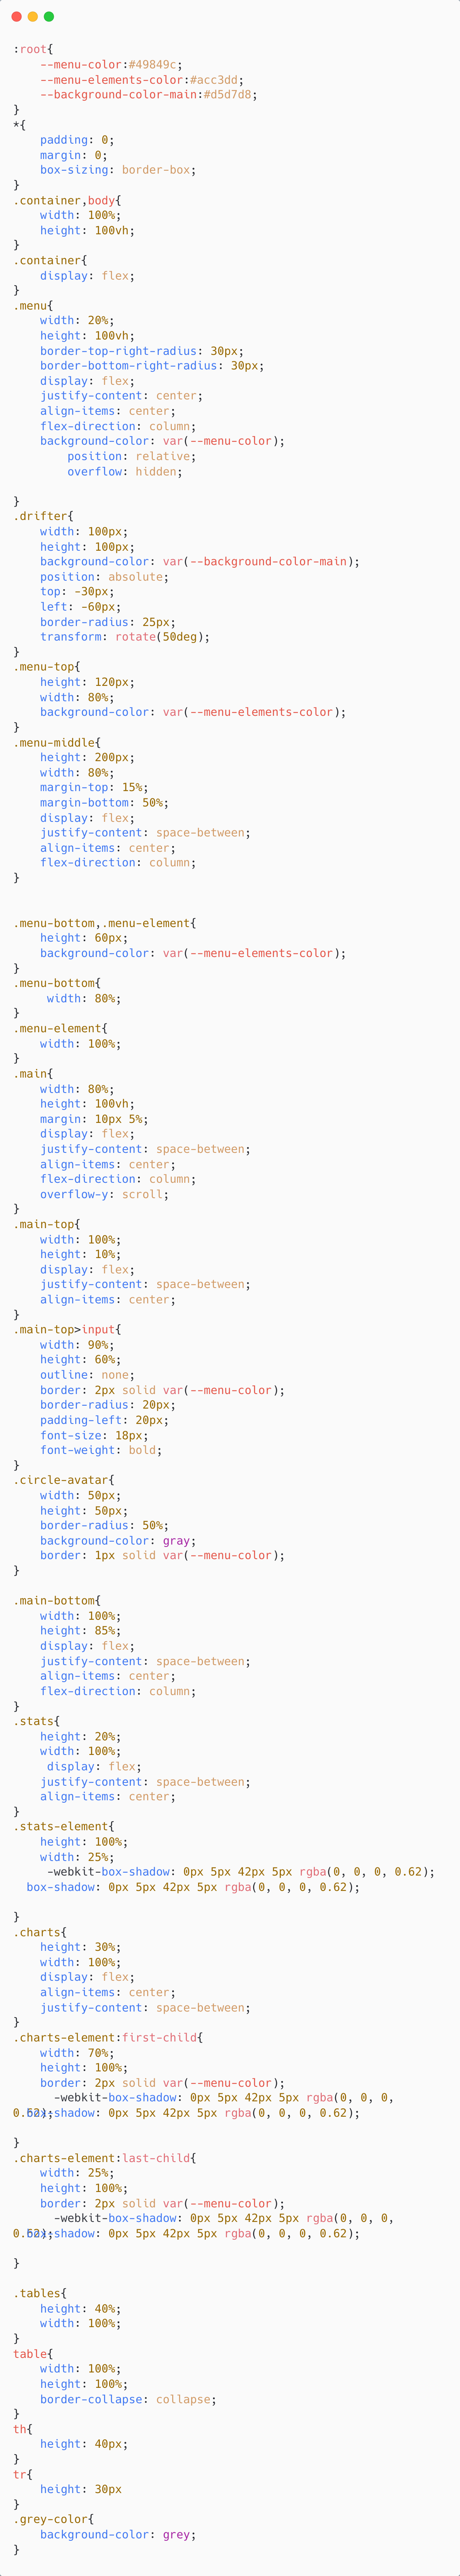 :root{
    --menu-color:#49849c;
    --menu-elements-color:#acc3dd;
    --background-color-main:#d5d7d8;
}
*{
    padding: 0;
    margin: 0;
    box-sizing: border-box;
}
.container,body{
    width: 100%;
    height: 100vh;
}
.container{
    display: flex;
}
.menu{
    width: 20%;
    height: 100vh;
    border-top-right-radius: 30px;
    border-bottom-right-radius: 30px;
    display: flex;
    justify-content: center;
    align-items: center;
    flex-direction: column;
    background-color: var(--menu-color);
        position: relative;
        overflow: hidden;

}
.drifter{
    width: 100px;
    height: 100px;
    background-color: var(--background-color-main);
    position: absolute;
    top: -30px;
    left: -60px;
    border-radius: 25px;
    transform: rotate(50deg);
}
.menu-top{
    height: 120px;
    width: 80%;
    background-color: var(--menu-elements-color);
}
.menu-middle{
    height: 200px;
    width: 80%;
    margin-top: 15%;
    margin-bottom: 50%;
    display: flex;
    justify-content: space-between;
    align-items: center;
    flex-direction: column;
}


.menu-bottom,.menu-element{
    height: 60px;
    background-color: var(--menu-elements-color);
}
.menu-bottom{
     width: 80%;
}
.menu-element{
    width: 100%;
}
.main{
    width: 80%;
    height: 100vh;
    margin: 10px 5%;
    display: flex;
    justify-content: space-between;
    align-items: center;
    flex-direction: column;
    overflow-y: scroll;
}
.main-top{
    width: 100%;
    height: 10%;
    display: flex;
    justify-content: space-between;
    align-items: center;
}
.main-top>input{
    width: 90%;
    height: 60%;
    outline: none;
    border: 2px solid var(--menu-color);
    border-radius: 20px;
    padding-left: 20px;
    font-size: 18px;
    font-weight: bold;
}
.circle-avatar{
    width: 50px;
    height: 50px;
    border-radius: 50%;
    background-color: gray;
    border: 1px solid var(--menu-color);
}

.main-bottom{
    width: 100%;
    height: 85%;
    display: flex;
    justify-content: space-between;
    align-items: center;
    flex-direction: column;
}
.stats{
    height: 20%;
    width: 100%;
     display: flex;
    justify-content: space-between;
    align-items: center;
}
.stats-element{
    height: 100%;
    width: 25%;
     -webkit-box-shadow: 0px 5px 42px 5px rgba(0, 0, 0, 0.62);
  box-shadow: 0px 5px 42px 5px rgba(0, 0, 0, 0.62);

}
.charts{
    height: 30%;
    width: 100%;
    display: flex;
    align-items: center;
    justify-content: space-between;
}
.charts-element:first-child{
    width: 70%;
    height: 100%;
    border: 2px solid var(--menu-color);
      -webkit-box-shadow: 0px 5px 42px 5px rgba(0, 0, 0,
0.62);
  box-shadow: 0px 5px 42px 5px rgba(0, 0, 0, 0.62);

}
.charts-element:last-child{
    width: 25%;
    height: 100%;
    border: 2px solid var(--menu-color);
      -webkit-box-shadow: 0px 5px 42px 5px rgba(0, 0, 0,
0.62);
  box-shadow: 0px 5px 42px 5px rgba(0, 0, 0, 0.62);

}

.tables{
    height: 40%;
    width: 100%;
}
table{
    width: 100%;
    height: 100%;
    border-collapse: collapse;
}
th{
    height: 40px;
}
tr{
    height: 30px
}
.grey-color{
    background-color: grey;
}